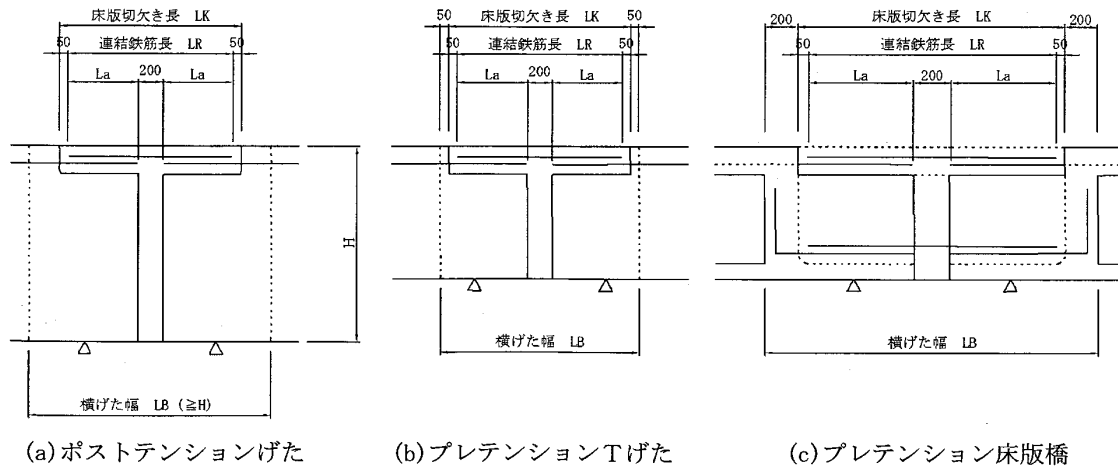 床版切欠き長 LK
50 連結鉄筋長 LR 50
La 200 La
H
横げた幅 LB (≧H)
(a)ポストテンションげた
50 床版切欠き長 LK 50
50 連結鉄筋長 LR 50
La 200 La
横げた幅 LB
(b)プレテンションTげた
200 床版切欠き長 LK 200
50 連結鉄筋長 LR 50
La 200 La
横げた幅 LB
(c)プレテンション床版橋